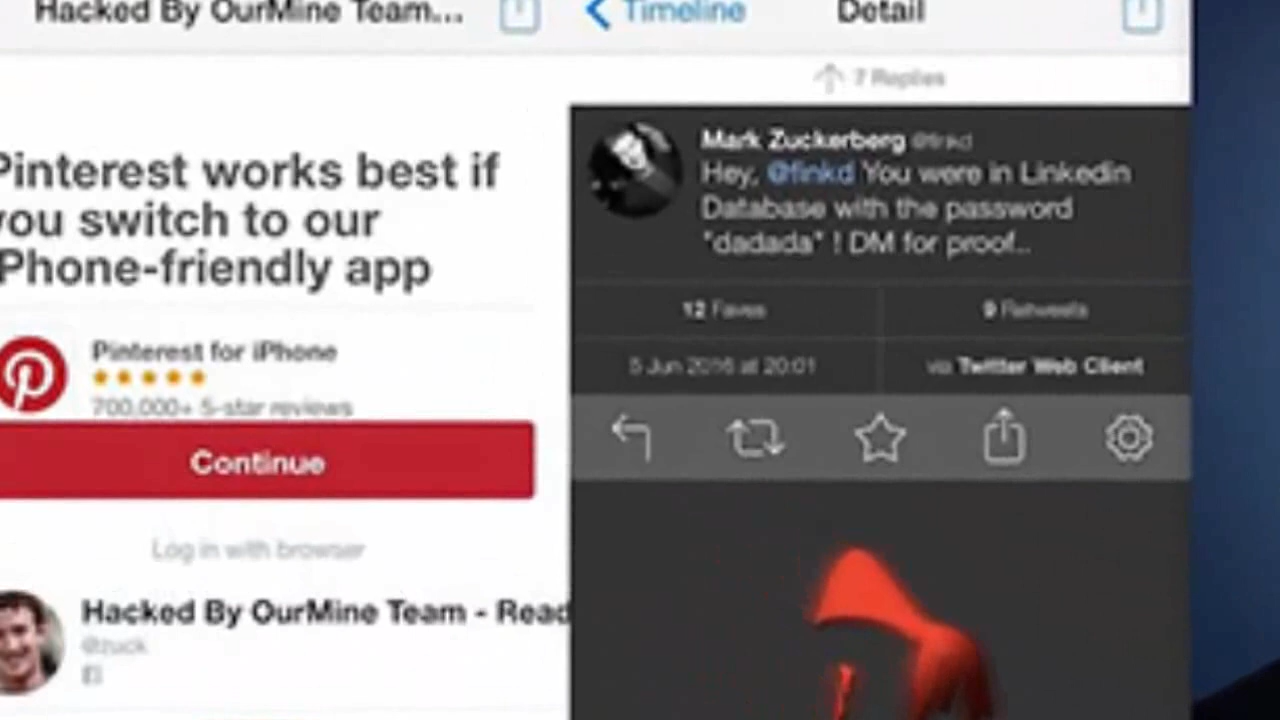 Hacked By OurMine Team...
Pinterest works best if
you switch to our
iPhone-friendly app
Pinterest for iPhone
700,000+ 5-star reviews
Continue
Log in with browser
Hacked By OurMine Team - Read
@zuck
Timeline
Detail
7 Replies
Mark Zuckerberg @finkd
Hey, @finkd You were in Linkedin
Database with the password
"dadada" ! DM for proof..
12 Faves
9 Retweets
5 Jun 2016 at 20:01
via Twitter Web Client